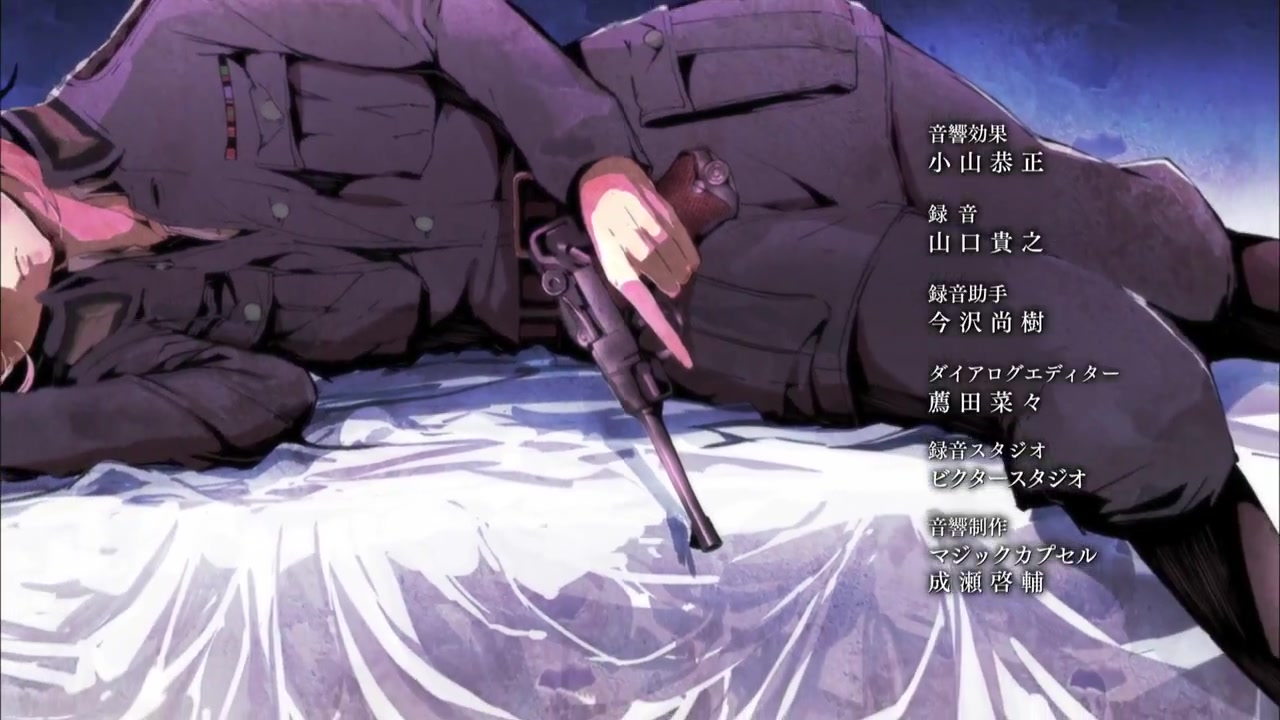 音響効果
小山恭正
録音
山口貴之
録音助手
今沢尚樹
ダイアログエディター
薦田菜々
録音スタジオ
ビクタースタジオ
音響制作
マジックカプセル
成瀬啓輔